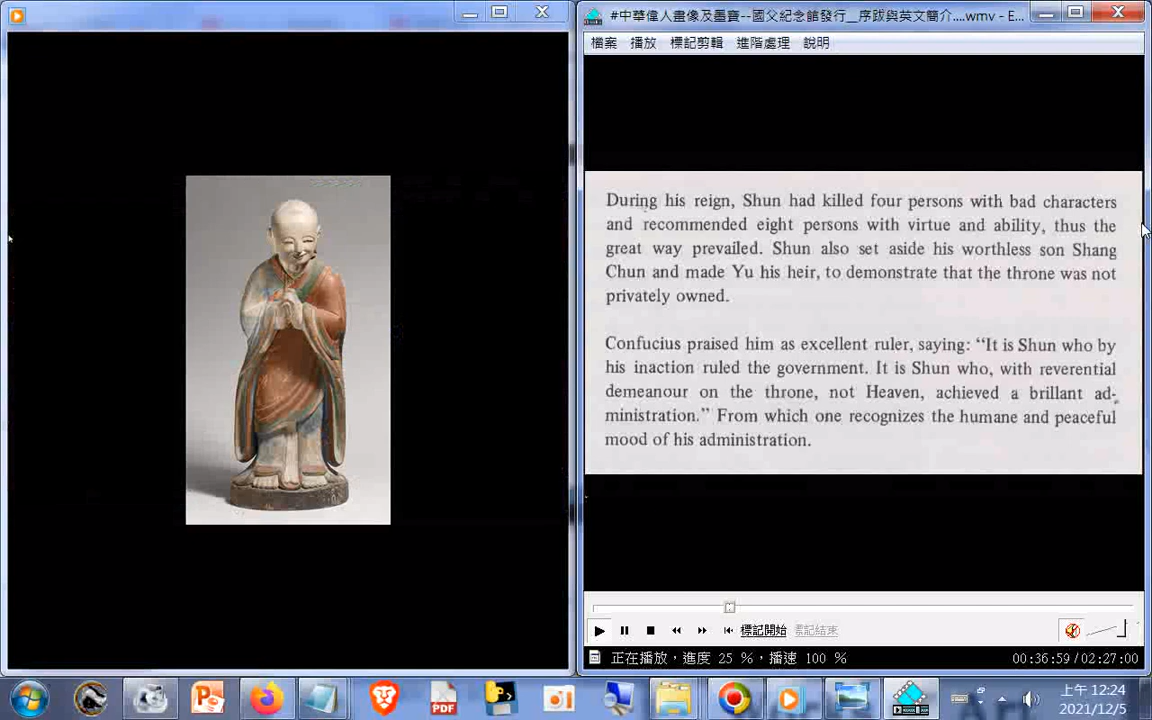 #中華偉人畫像及墨寶--國父紀念館發行__序跋與英文簡介....wmv - E...
檔案 播放 標記剪輯 進階處理 說明
During his reign, Shun had killed four persons with bad characters
and recommended eight persons with virtue and ability, thus the
great way prevailed. Shun also set aside his worthless son Shang
Chun and made Yu his heir, to demonstrate that the throne was not
privately owned.
Confucius praised him as excellent ruler, saying: “It is Shun who by
his inaction ruled the government. It is Shun who, with reverential
demeanour on the throne, not Heaven, achieved a brillant ad-
ministration.” From which one recognizes the humane and peaceful
mood of his administration.
標記開始 標記結束
正在播放，進度 25 %，播速 100 %
00:36:59 / 02:27:00
PDF
上午 12:24
2021/12/5